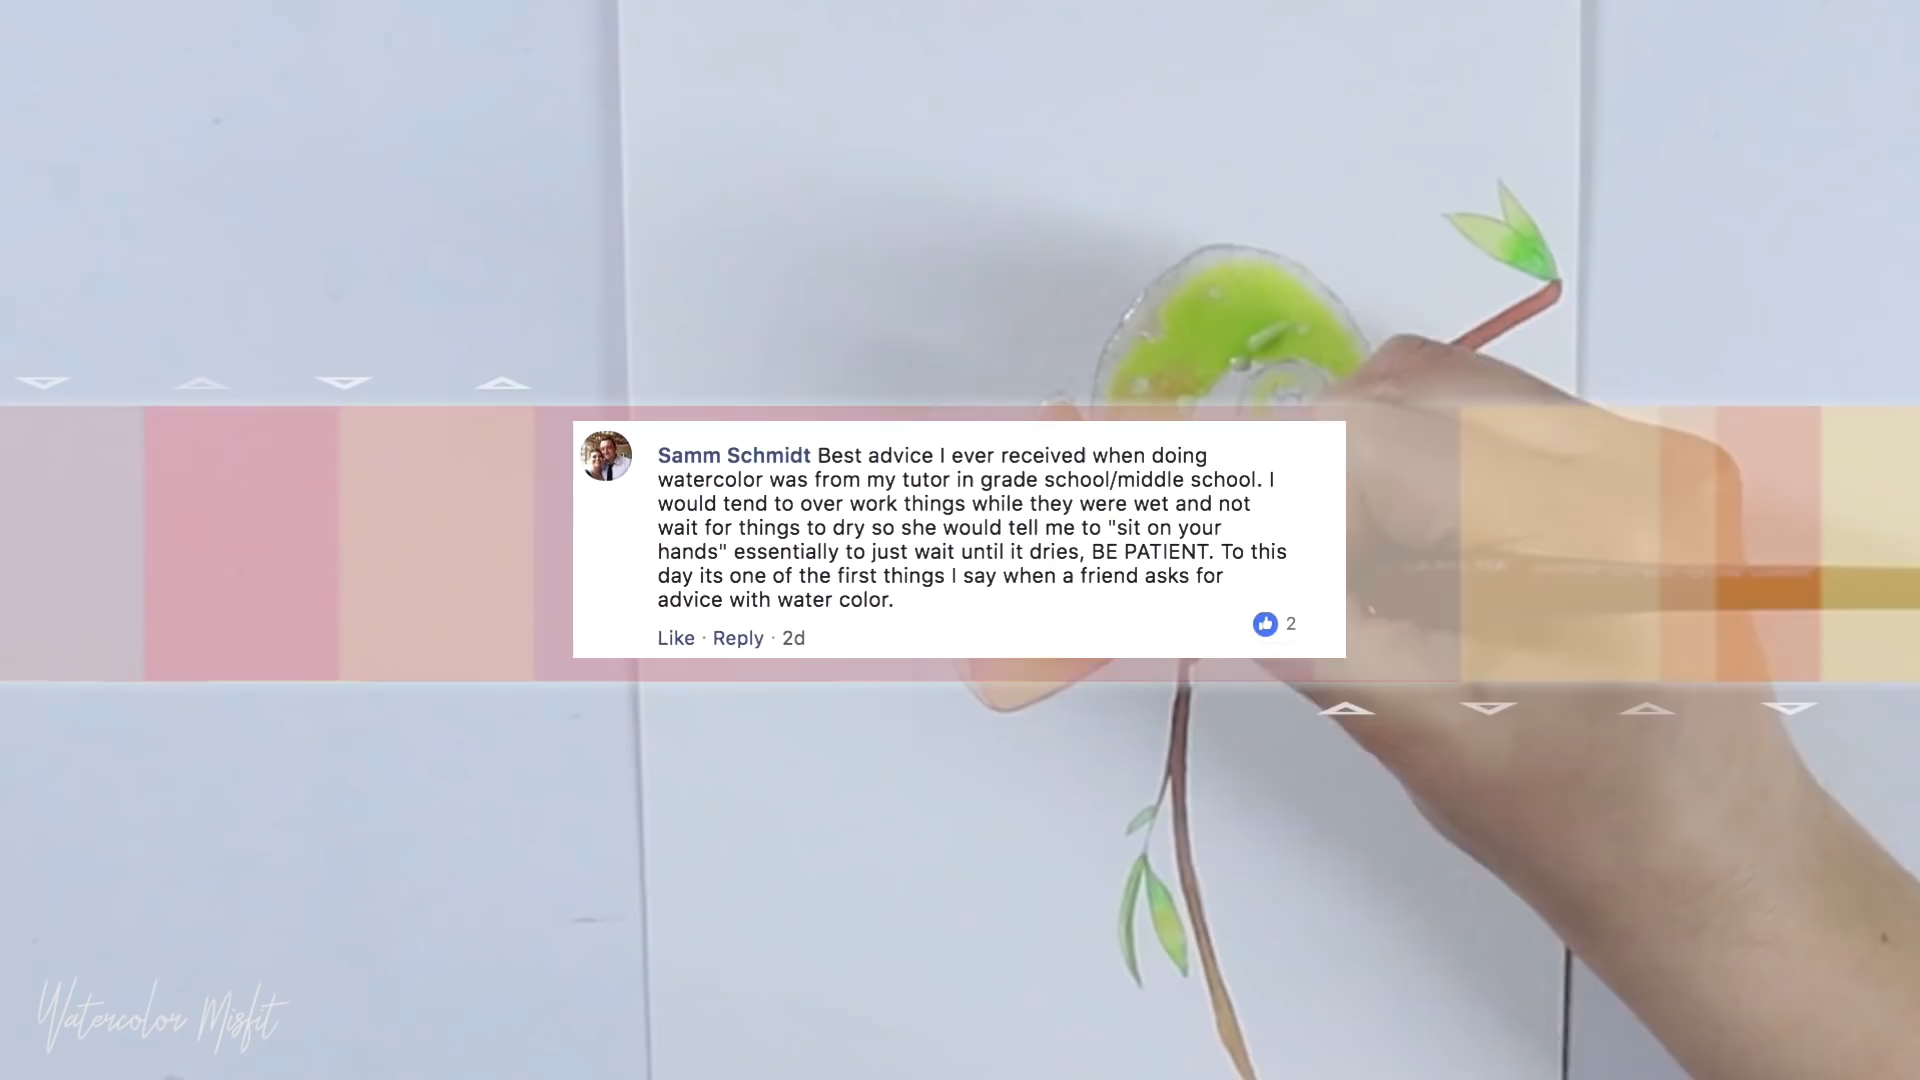 Samm Schmidt Best advice I ever received when doing
watercolor was from my tutor in grade school/middle school. I
would tend to over work things while they were wet and not
wait for things to dry so she would tell me to "sit on your
hands" essentially to just wait until it dries, BE PATIENT. To this
day its one of the first things I say when a friend asks for
advice with water color.
2
Like · Reply · 2d
Watercolor Misfit